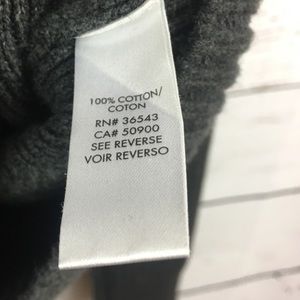 100% COTTON/
COTON
RN# 36543
CA# 50900
SEE REVERSE
VOIR REVERSO